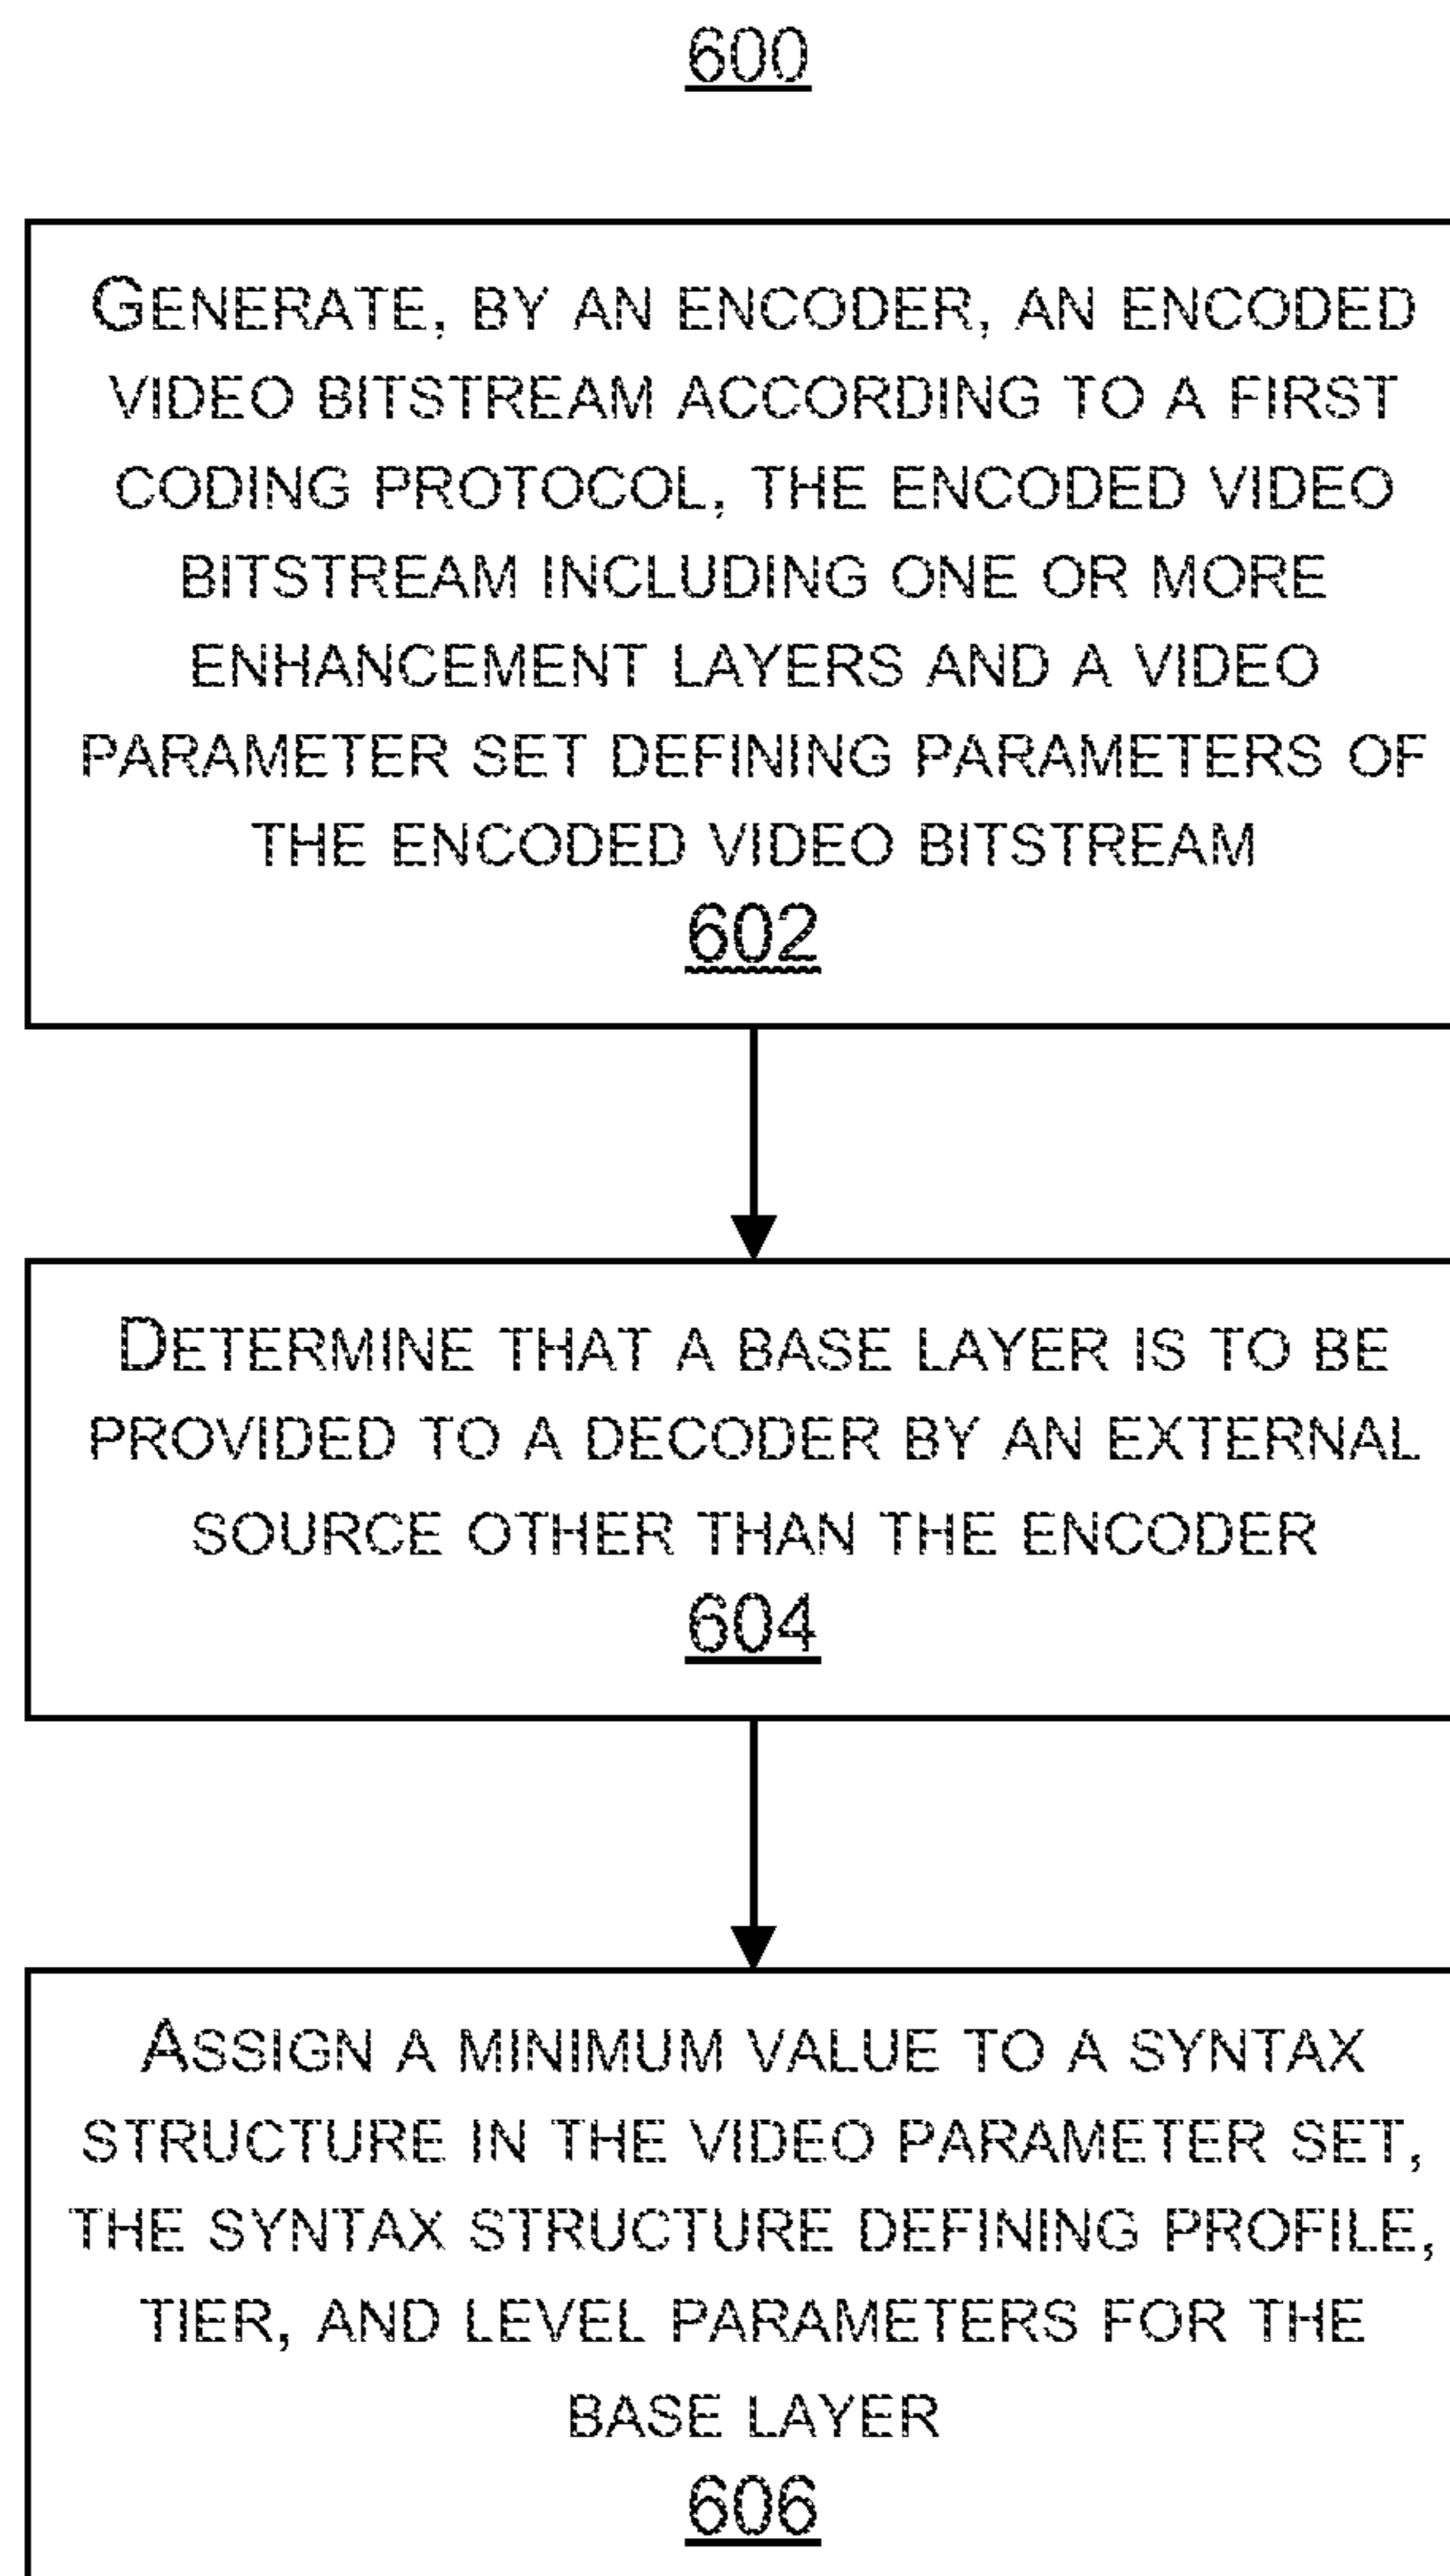 600
GENERATE, BY AN ENCODER, AN ENCODED
VIDEO BITSTREAM ACCORDING TO A FIRST
CODING PROTOCOL, THE ENCODED VIDEO
BITSTREAM INCLUDING ONE OR MORE
ENHANCEMENT LAYERS AND A VIDEO
PARAMETER SET DEFINING PARAMETERS OF
THE ENCODED VIDEO BITSTREAM
602
DETERMINE THAT A BASE LAYER IS TO BE
PROVIDED TO A DECODER BY AN EXTERNAL
SOURCE OTHER THAN THE ENCODER
604
ASSIGN A MINIMUM VALUE TO A SYNTAX
STRUCTURE IN THE VIDEO PARAMETER SET,
THE SYNTAX STRUCTURE DEFINING PROFILE,
TIER, AND LEVEL PARAMETERS FOR THE
BASE LAYER
606